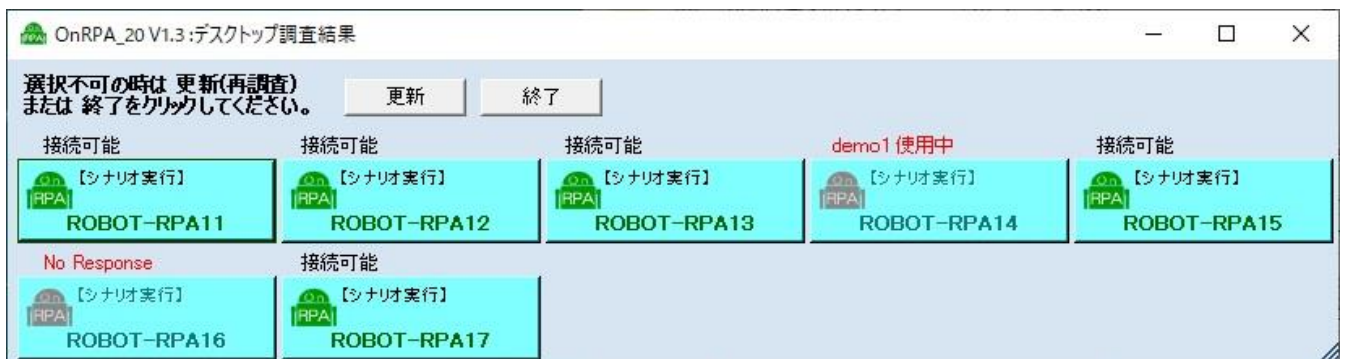 OnRPA_20 V1.3 :デスクトップ調査結果
選択不可の時は 更新(再調査)
または 終了をクリックしてください。
更新 終了
接続可能 接続可能 接続可能 demo1 使用中 接続可能
On RPA 【シナリオ実行】 On RPA 【シナリオ実行】 On RPA 【シナリオ実行】 On RPA 【シナリオ実行】 On RPA 【シナリオ実行】
ROBOT-RPA11 ROBOT-RPA12 ROBOT-RPA13 ROBOT-RPA14 ROBOT-RPA15
No Response 接続可能
On RPA 【シナリオ実行】 On RPA 【シナリオ実行】
ROBOT-RPA16 ROBOT-RPA17